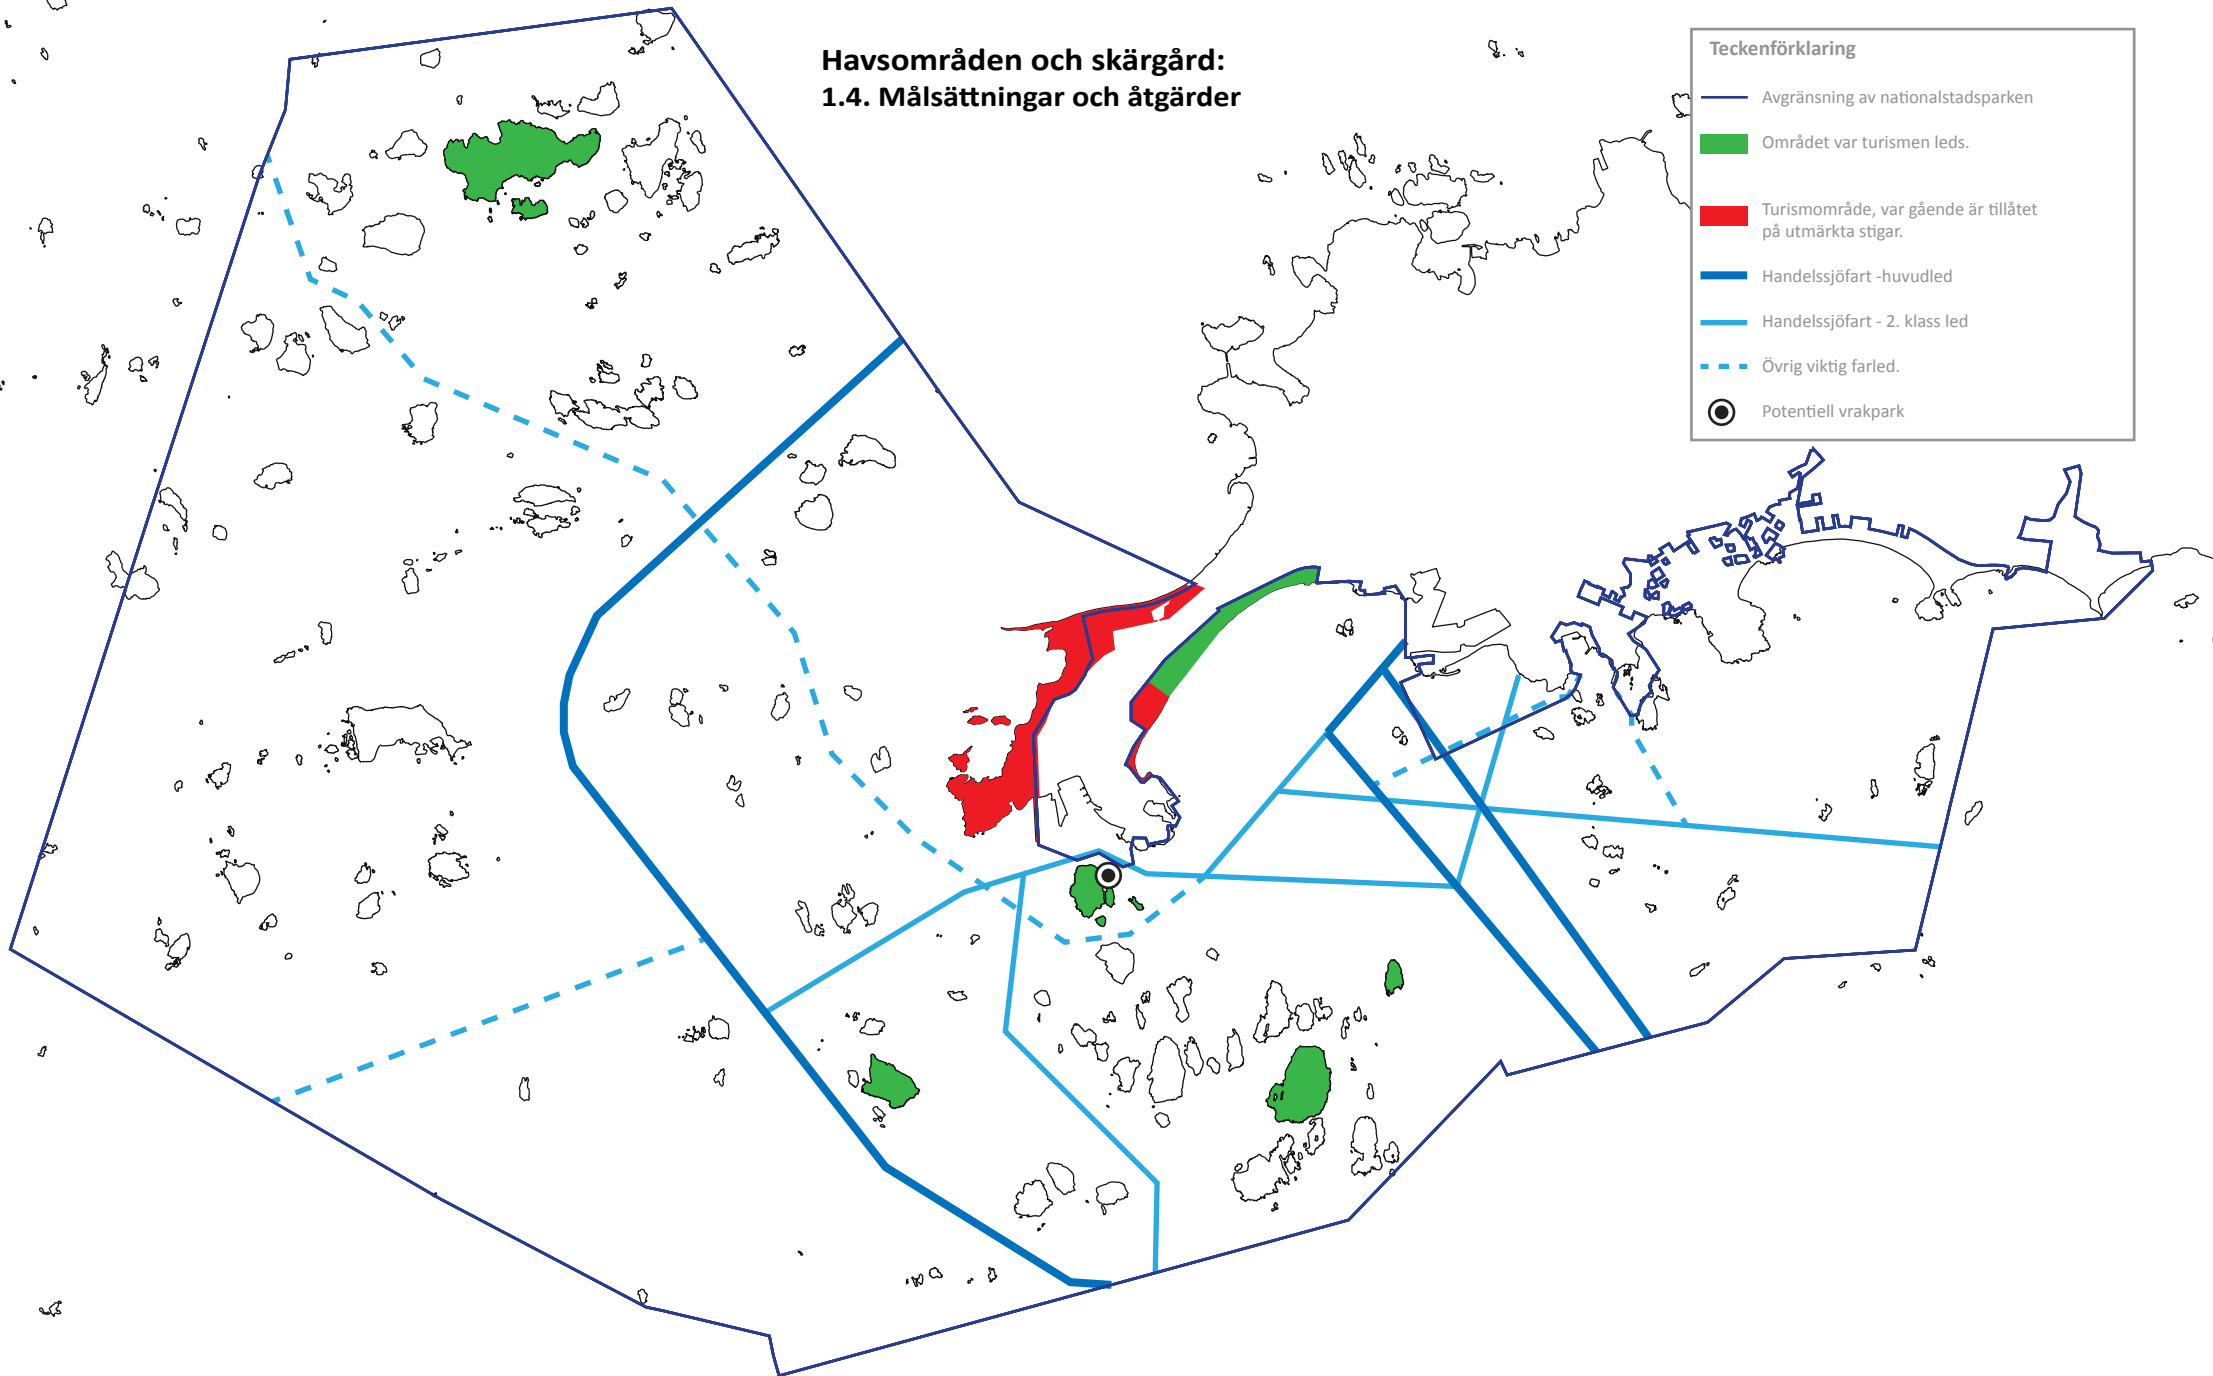 Havsområden och skärgård:
1.4. Målsättningar och åtgärder
Teckenförklaring
Avgränsning av nationalstadsparken
Området var turismen leds.
Turismområde, var gående är tillåtet
på utmärkta stigar.
Handelssjöfart -huvudled
Handelssjöfart - 2. klass led
Övrig viktig farled.
Potentiell vrakpark